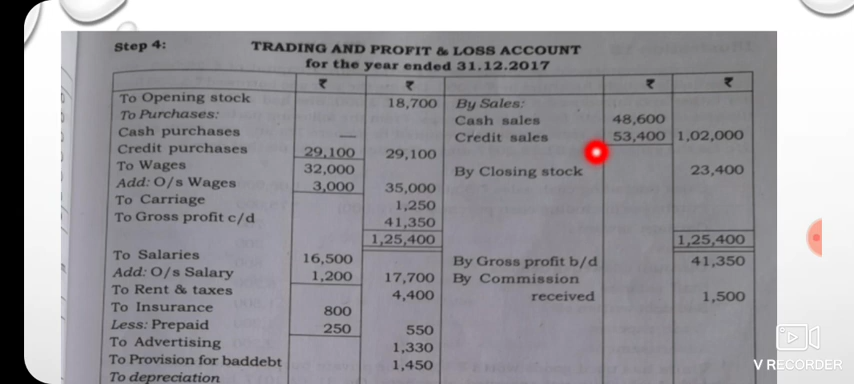 Step 4: TRADING AND PROFIT & LOSS ACCOUNT
for the year ended 31.12.2017
₹ ₹ ₹ ₹
To Opening stock 18,700 By Sales:
To Purchases: Cash sales 48,600
Cash purchases — Credit sales 53,400 1,02,000
Credit purchases 29,100 29,100
To Wages 32,000 By Closing stock 23,400
Add: O/s Wages 3,000 35,000
To Carriage 1,250
To Gross profit c/d 41,350
1,25,400 1,25,400
To Salaries 16,500 By Gross profit b/d 41,350
Add: O/s Salary 1,200 17,700 By Commission
To Rent & taxes 4,400 received 1,500
To Insurance 800
Less: Prepaid 250 550
To Advertising 1,330
To Provision for baddebt 1,450
To depreciation
V RECORDER